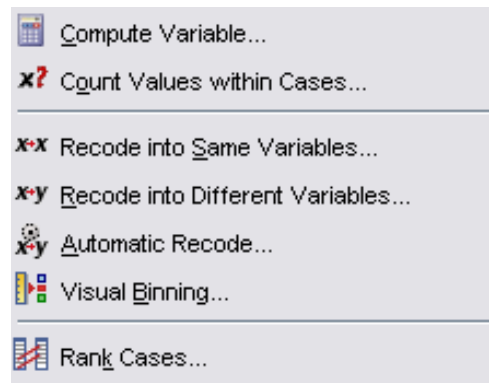 Compute Variable...
x? Count Values within Cases...
x→x Recode into Same Variables...
x→y Recode into Different Variables...
x→y Automatic Recode...
Visual Binning...
Rank Cases...